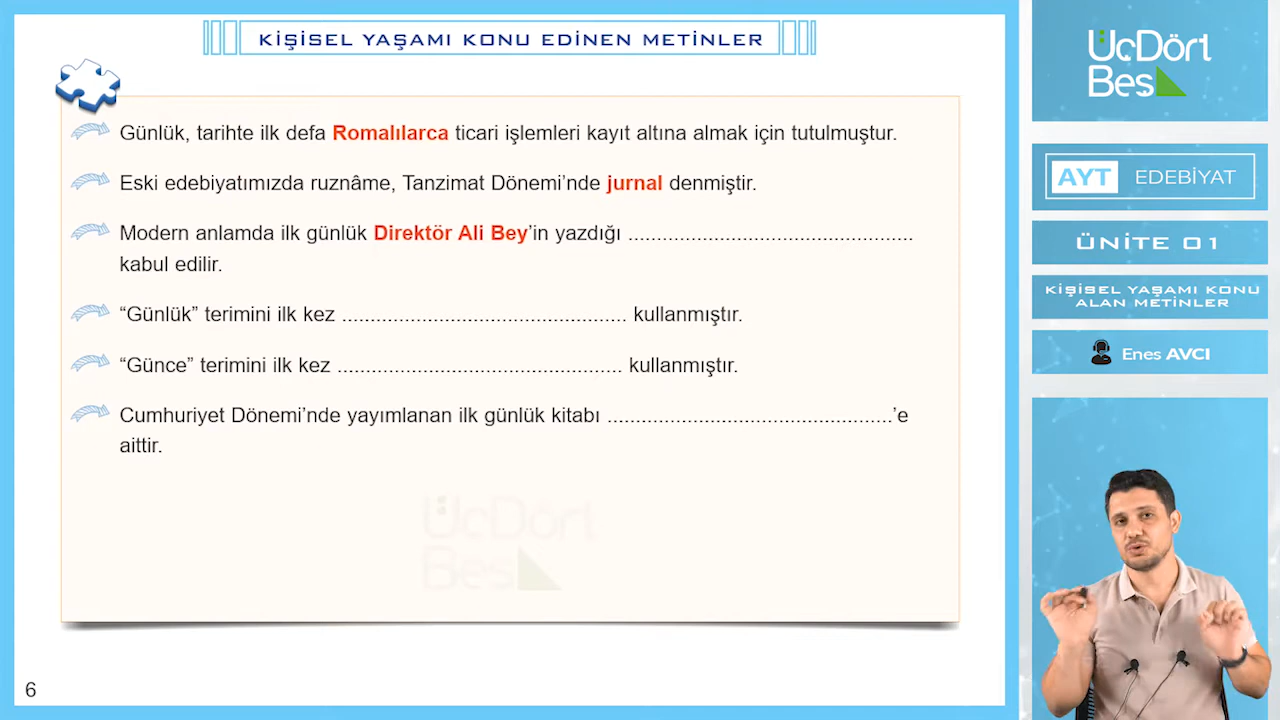 KİŞİSEL YAŞAMI KONU EDİNEN METİNLER
Günlük, tarihte ilk defa Romalılarca ticari işlemleri kayıt altına almak için tutulmuştur.
Eski edebiyatımızda ruznâme, Tanzimat Dönemi’nde jurnal denmiştir.
Modern anlamda ilk günlük Direktör Ali Bey’in yazdığı ..................................................
kabul edilir.
“Günlük” terimini ilk kez .................................................. kullanmıştır.
“Günce” terimini ilk kez .................................................. kullanmıştır.
Cumhuriyet Dönemi’nde yayımlanan ilk günlük kitabı ..................................................’e
aittir.
ÜçDört
Beş
6
ÜçDört
Beş
AYT EDEBİYAT
ÜNİTE 01
KİŞİSEL YAŞAMI KONU
ALAN METİNLER
Enes AVCI